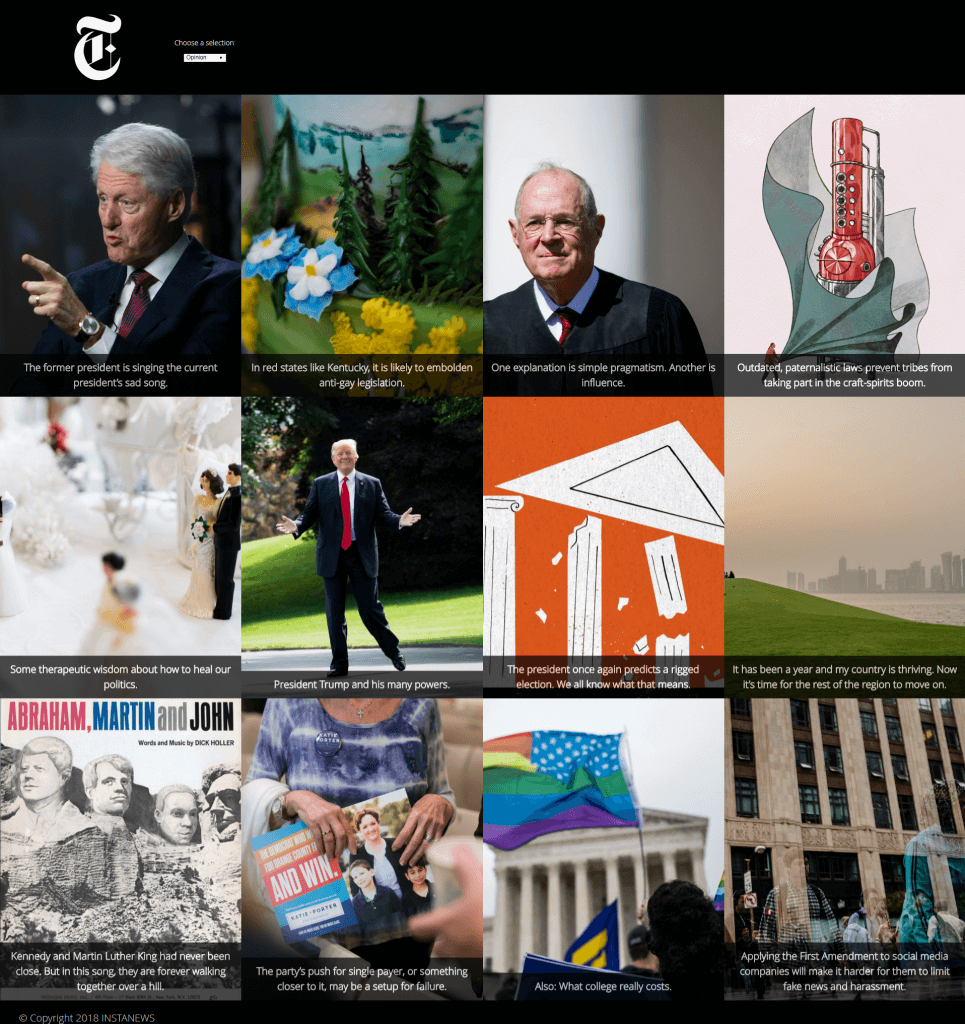 T
Choose a selection:
Opinion
The former president is singing the current
president's sad song.
In red states like Kentucky, it is likely to embolden
anti-gay legislation.
One explanation is simple pragmatism. Another is
influence.
Outdated, paternalistic laws prevent tribes from
taking part in the craft-spirits boom.
Some therapeutic wisdom about how to heal our
politics.
President Trump and his many powers.
The president once again predicts a rigged
election. We all know what that means.
It has been a year and my country is thriving. Now
it's time for the rest of the region to move on.
ABRAHAM, MARTIN and JOHN
Words and Music by DICK HOLLER
Kennedy and Martin Luther King had never been
close. But in this song, they are forever walking
together over a hill.
KATIE
PORTER
THE DEMOCRAT WHO
FOR ORANGE COUNTY
AND WIN.
KATIE PORTER
The party's push for single payer, or something
closer to it, may be a setup for failure.
Also: What college really costs.
Applying the First Amendment to social media
companies will make it harder for them to limit
fake news and harassment.
© Copyright 2018 INSTANEWS